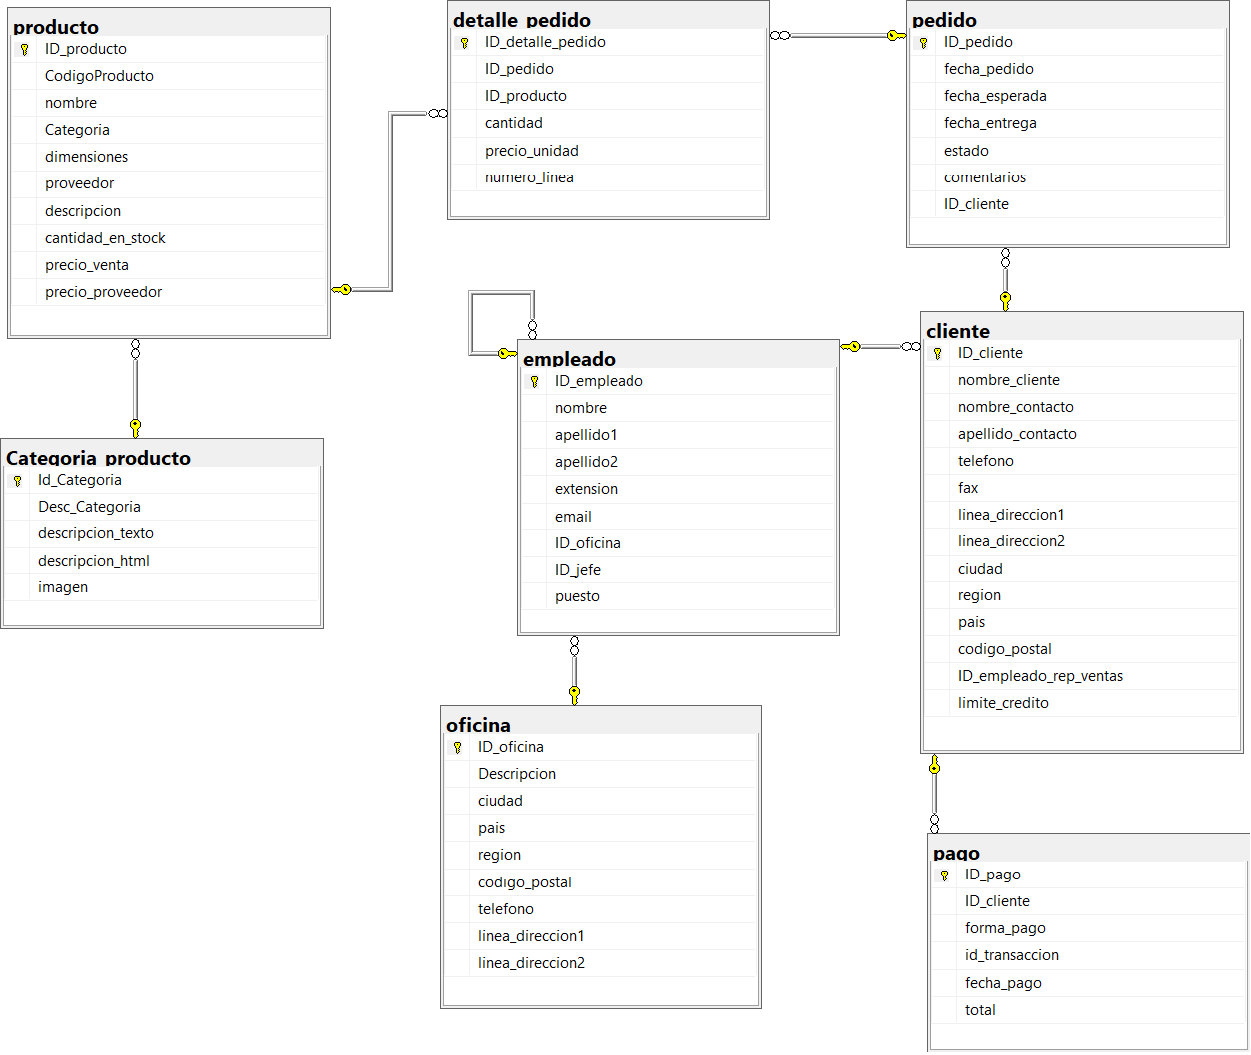 producto
ID_producto
CodigoProducto
nombre
Categoria
dimensiones
proveedor
descripcion
cantidad_en_stock
precio_venta
precio_proveedor
detalle_pedido
ID_detalle_pedido
ID_pedido
ID_producto
cantidad
precio_unidad
numero_linea
pedido
ID_pedido
fecha_pedido
fecha_esperada
fecha_entrega
estado
comentarios
ID_cliente
Categoria_producto
Id_Categoria
Desc_Categoria
descripcion_texto
descripcion_html
imagen
empleado
ID_empleado
nombre
apellido1
apellido2
extension
email
ID_oficina
ID_jefe
puesto
cliente
ID_cliente
nombre_cliente
nombre_contacto
apellido_contacto
telefono
fax
linea_direccion1
linea_direccion2
ciudad
region
pais
codigo_postal
ID_empleado_rep_ventas
limite_credito
oficina
ID_oficina
Descripcion
ciudad
pais
region
codigo_postal
telefono
linea_direccion1
linea_direccion2
pago
ID_pago
ID_cliente
forma_pago
id_transaccion
fecha_pago
total